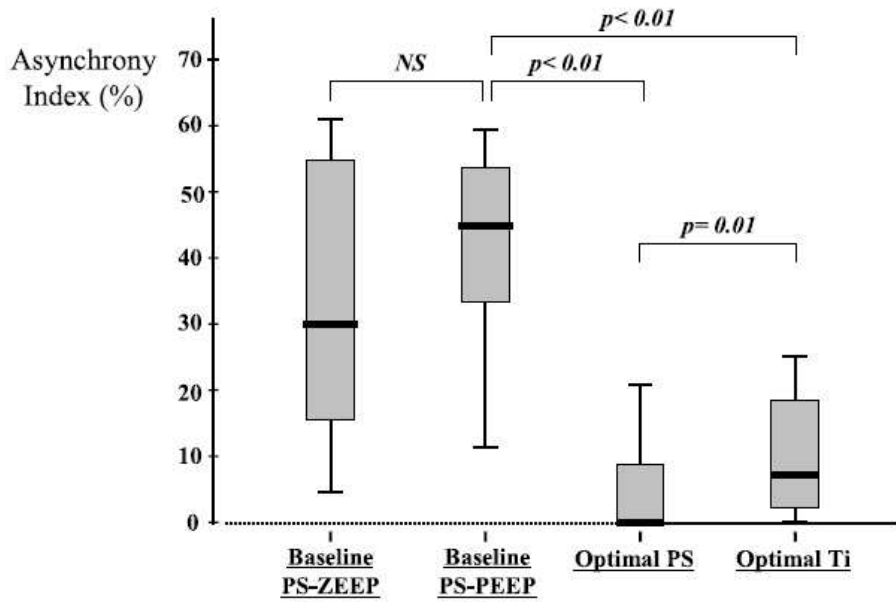 p< 0.01
70
Asynchrony
Index (%)
NS
p< 0.01
60
50
p= 0.01
40
30
20
10
0
Baseline
PS-ZEEP
Baseline
PS-PEEP
Optimal PS
Optimal Ti